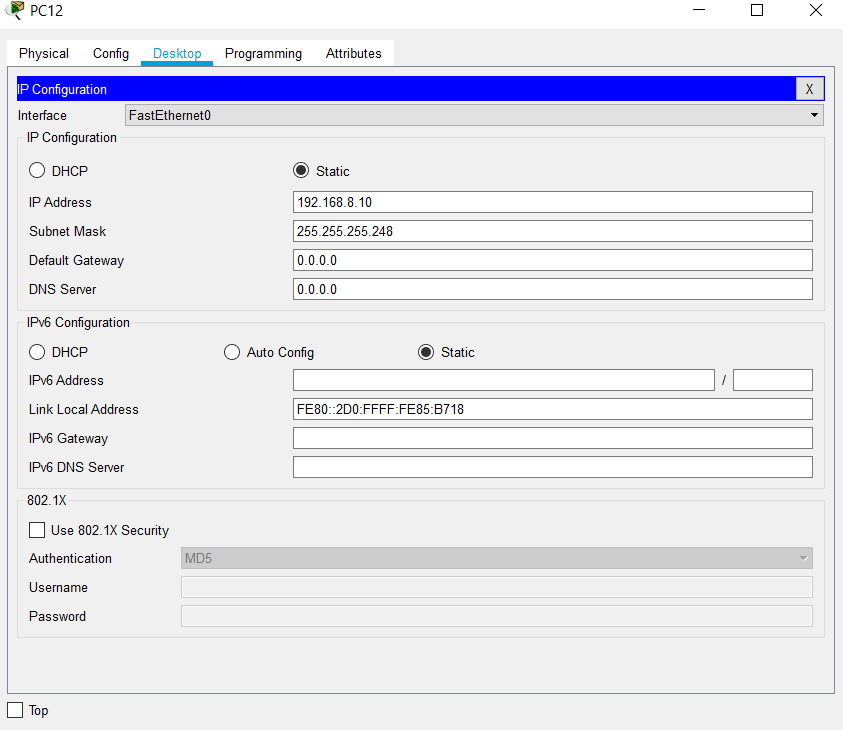 PC12
Physical Config Desktop Programming Attributes
IP Configuration X
Interface FastEthernet0
IP Configuration
DHCP Static
IP Address 192.168.8.10
Subnet Mask 255.255.255.248
Default Gateway 0.0.0.0
DNS Server 0.0.0.0
IPv6 Configuration
DHCP Auto Config Static
IPv6 Address /
Link Local Address FE80::2D0:FFFF:FE85:B718
IPv6 Gateway
IPv6 DNS Server
802.1X
Use 802.1X Security
Authentication MD5
Username
Password
Top